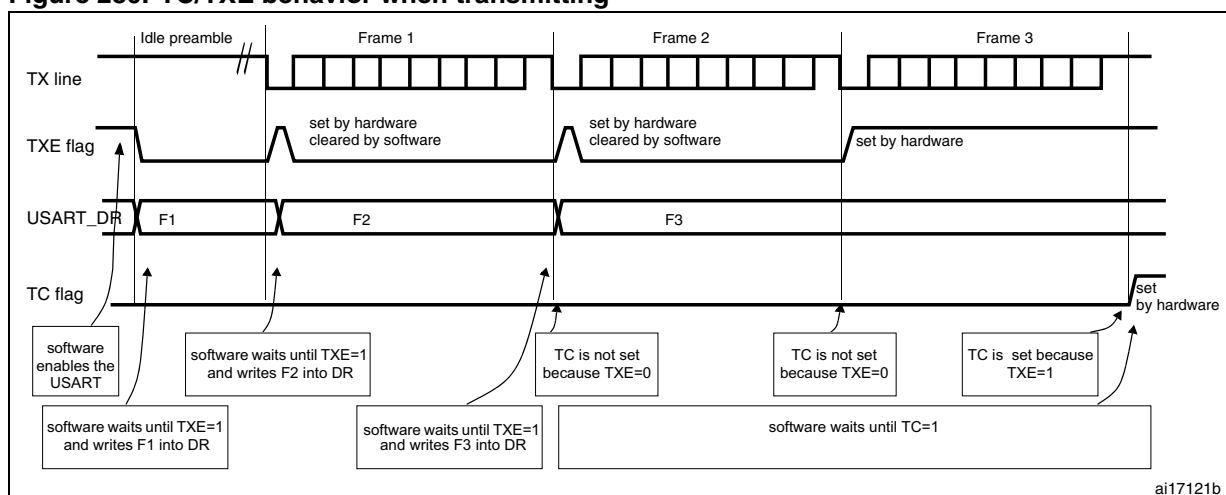 Figure 286. TC/TXE behavior when transmitting
Idle preamble
Frame 1
Frame 2
Frame 3
TX line
TXE flag
set by hardware
cleared by software
set by hardware
cleared by software
set by hardware
USART_DR
F1
F2
F3
TC flag
set
by hardware
software
enables the
USART
software waits until TXE=1
and writes F2 into DR
TC is not set
because TXE=0
TC is not set
because TXE=0
TC is set because
TXE=1
software waits until TXE=1
and writes F1 into DR
software waits until TXE=1
and writes F3 into DR
software waits until TC=1
ai17121b